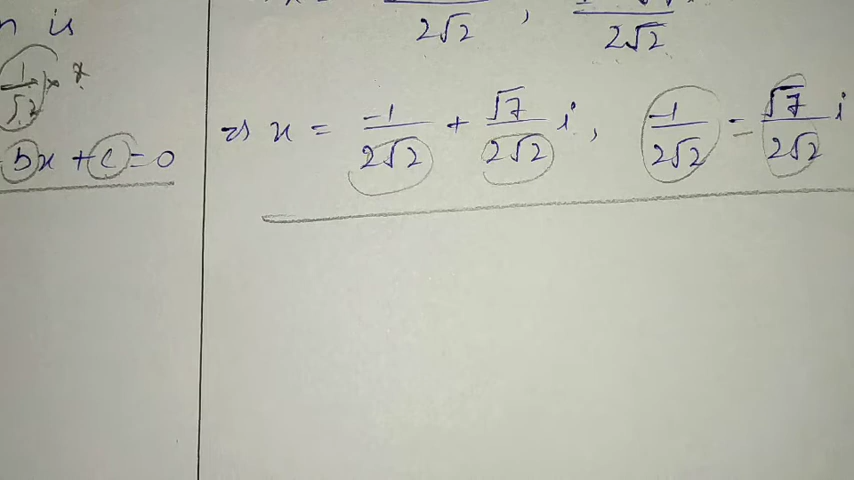 n is
1/√2 x
bx + c = 0
2√2 , 2√2
⇒ x = -1/2√2 + √7/2√2 i, -1/2√2 - √7/2√2 i